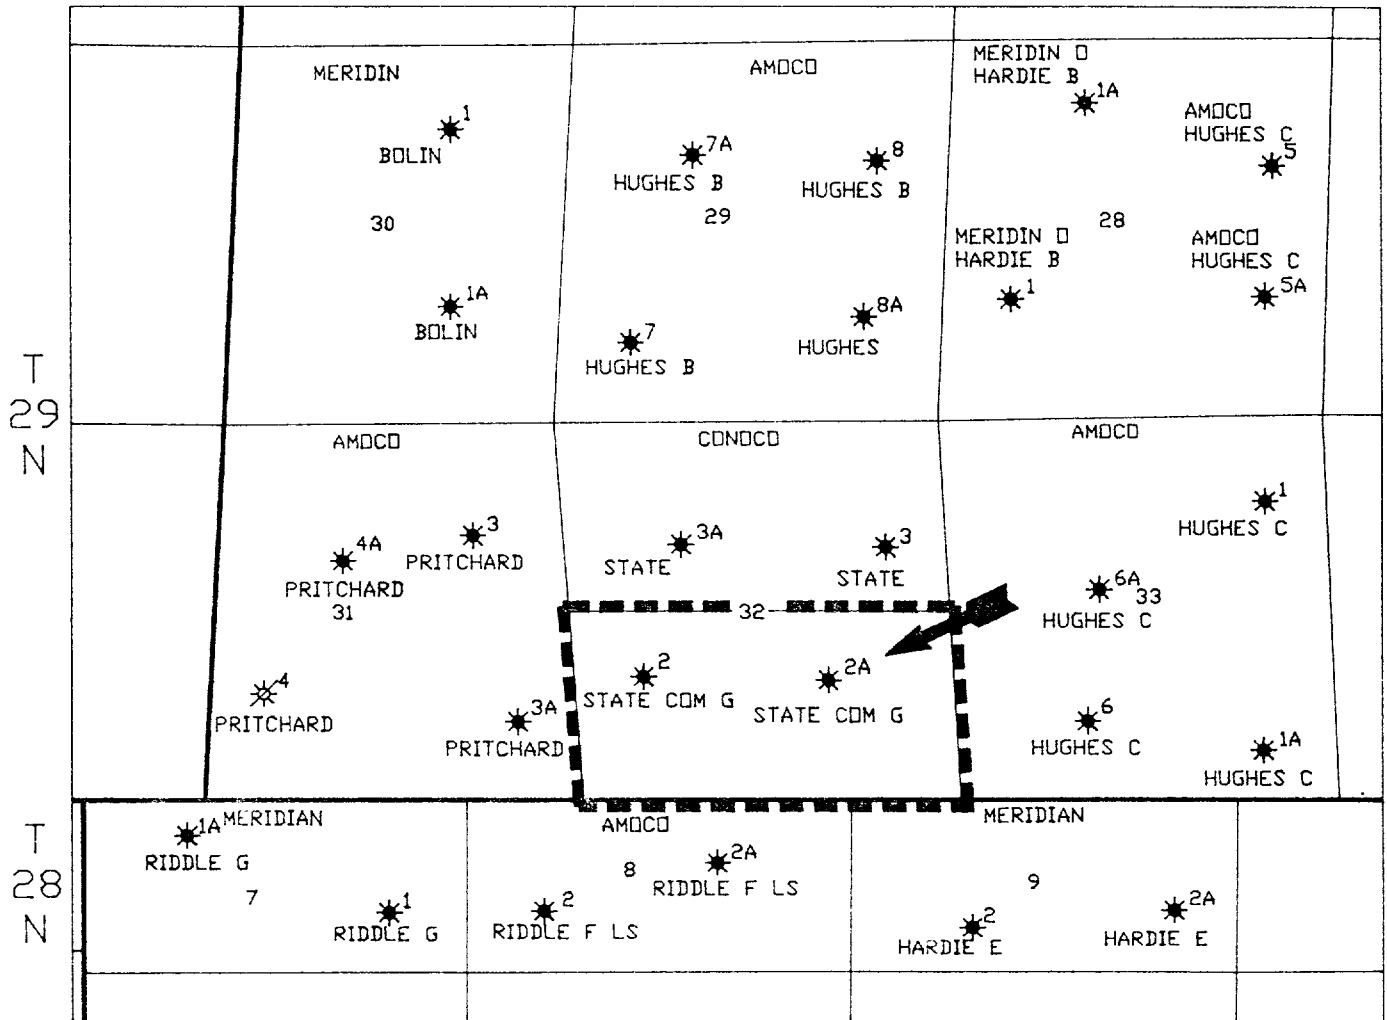 MERIDIN
AMOCO
MERIDIN O
HARDIE B
1A
AMOCO
HUGHES C
5
1
BOLIN
7A
HUGHES B
8
HUGHES B
30
29
28
MERIDIN O
HARDIE B
1
AMOCO
HUGHES C
5A
1A
BOLIN
7
HUGHES B
8A
HUGHES
T
29
N
AMOCO
CONOCO
AMOCO
1
HUGHES C
4A
PRITCHARD
31
3
PRITCHARD
3A
STATE
3
STATE
6A
33
HUGHES C
32
4
PRITCHARD
3A
PRITCHARD
2
STATE COM G
2A
STATE COM G
6
HUGHES C
1A
HUGHES C
T
28
N
1A
MERIDIAN
RIDDLE G
7
1
RIDDLE G
AMOCO
8
2A
RIDDLE F LS
2
RIDDLE F LS
MERIDIAN
9
2
HARDIE E
2A
HARDIE E